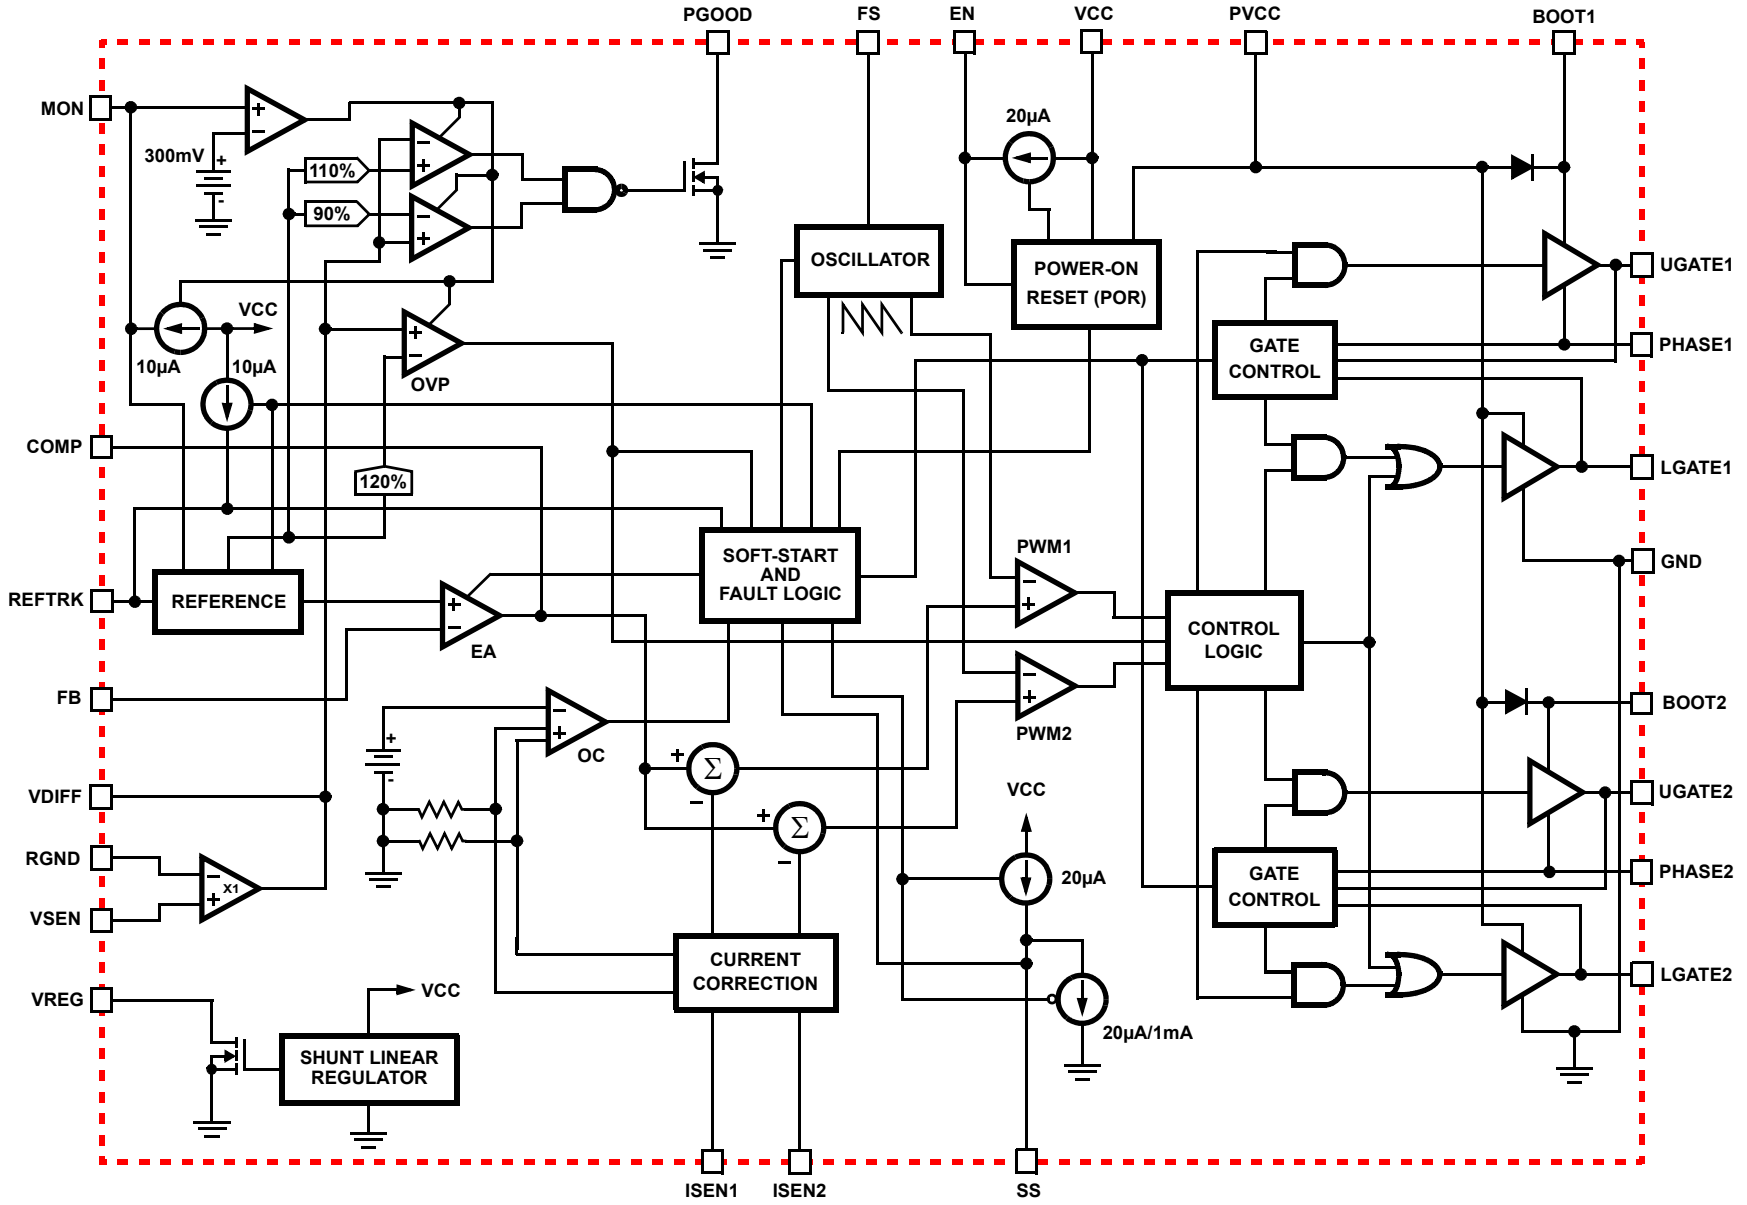 PGOOD FS EN VCC PVCC BOOT1
MON
+
−
300mV
+
-
110%
−
+
90%
−
+
20µA
OSCILLATOR
POWER-ON
RESET (POR)
UGATE1
VCC
10µA
10µA
+
−
OVP
GATE
CONTROL
PHASE1
COMP
120%
LGATE1
SOFT-START
AND
FAULT LOGIC
PWM1
−
+
GND
REFTRK
REFERENCE
+
−
EA
CONTROL
LOGIC
−
+
PWM2
FB
BOOT2
−
+
OC
+
-
+
Σ
−
+
Σ
−
VDIFF
VCC
UGATE2
RGND
−
+
X1
VSEN
20µA
GATE
CONTROL
PHASE2
CURRENT
CORRECTION
LGATE2
VREG
VCC
20µA/1mA
SHUNT LINEAR
REGULATOR
ISEN1 ISEN2 SS